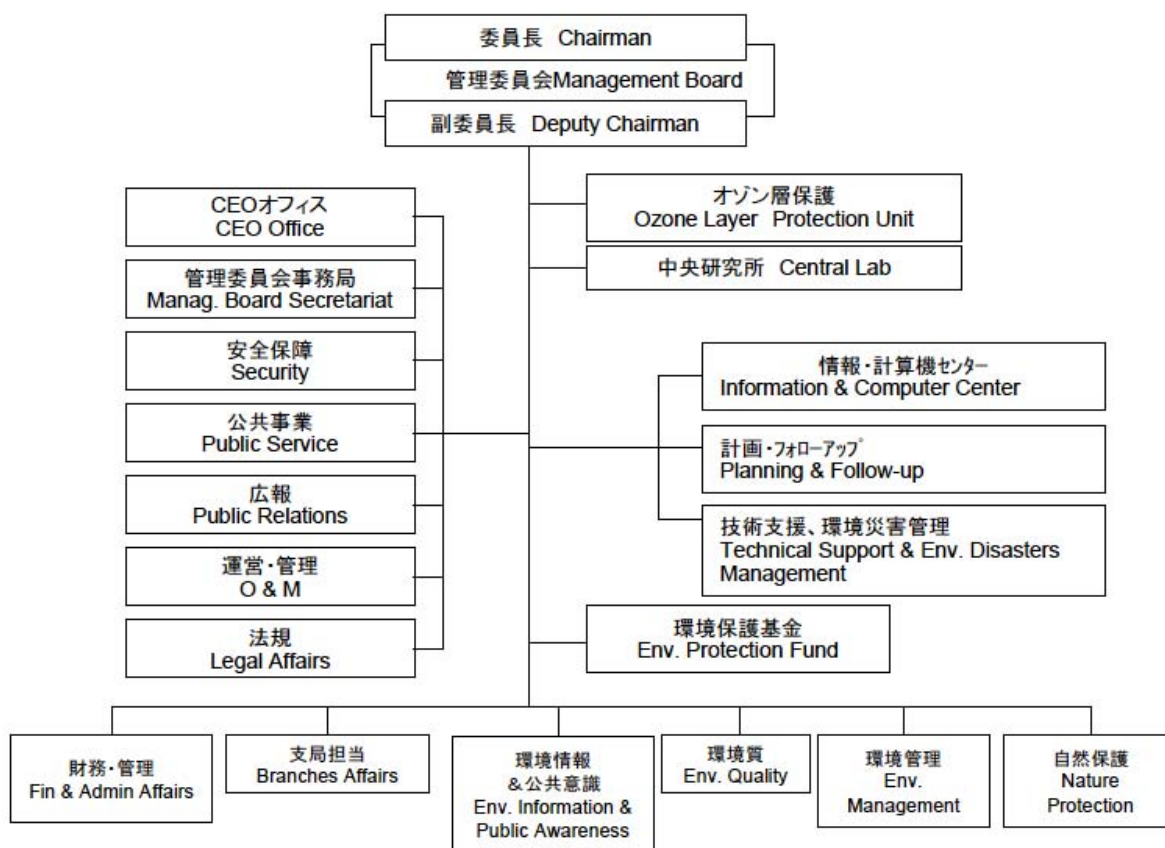 委員長 Chairman
管理委員会Management Board
副委員長 Deputy Chairman
CEOオフィス
CEO Office
管理委員会事務局
Manag. Board Secretariat
安全保障
Security
公共事業
Public Service
広報
Public Relations
運営・管理
O & M
法規
Legal Affairs
オゾン層保護
Ozone Layer Protection Unit
中央研究所 Central Lab
情報・計算機ｾﾝﾀｰ
Information & Computer Center
計画・ﾌｫﾛｰｱｯﾌﾟ
Planning & Follow-up
技術支援、環境災害管理
Technical Support & Env. Disasters
Management
環境保護基金
Env. Protection Fund
財務・管理
Fin & Admin Affairs
支局担当
Branches Affairs
環境情報
＆公共意識
Env. Information &
Public Awareness
環境質
Env. Quality
環境管理
Env.
Management
自然保護
Nature
Protection